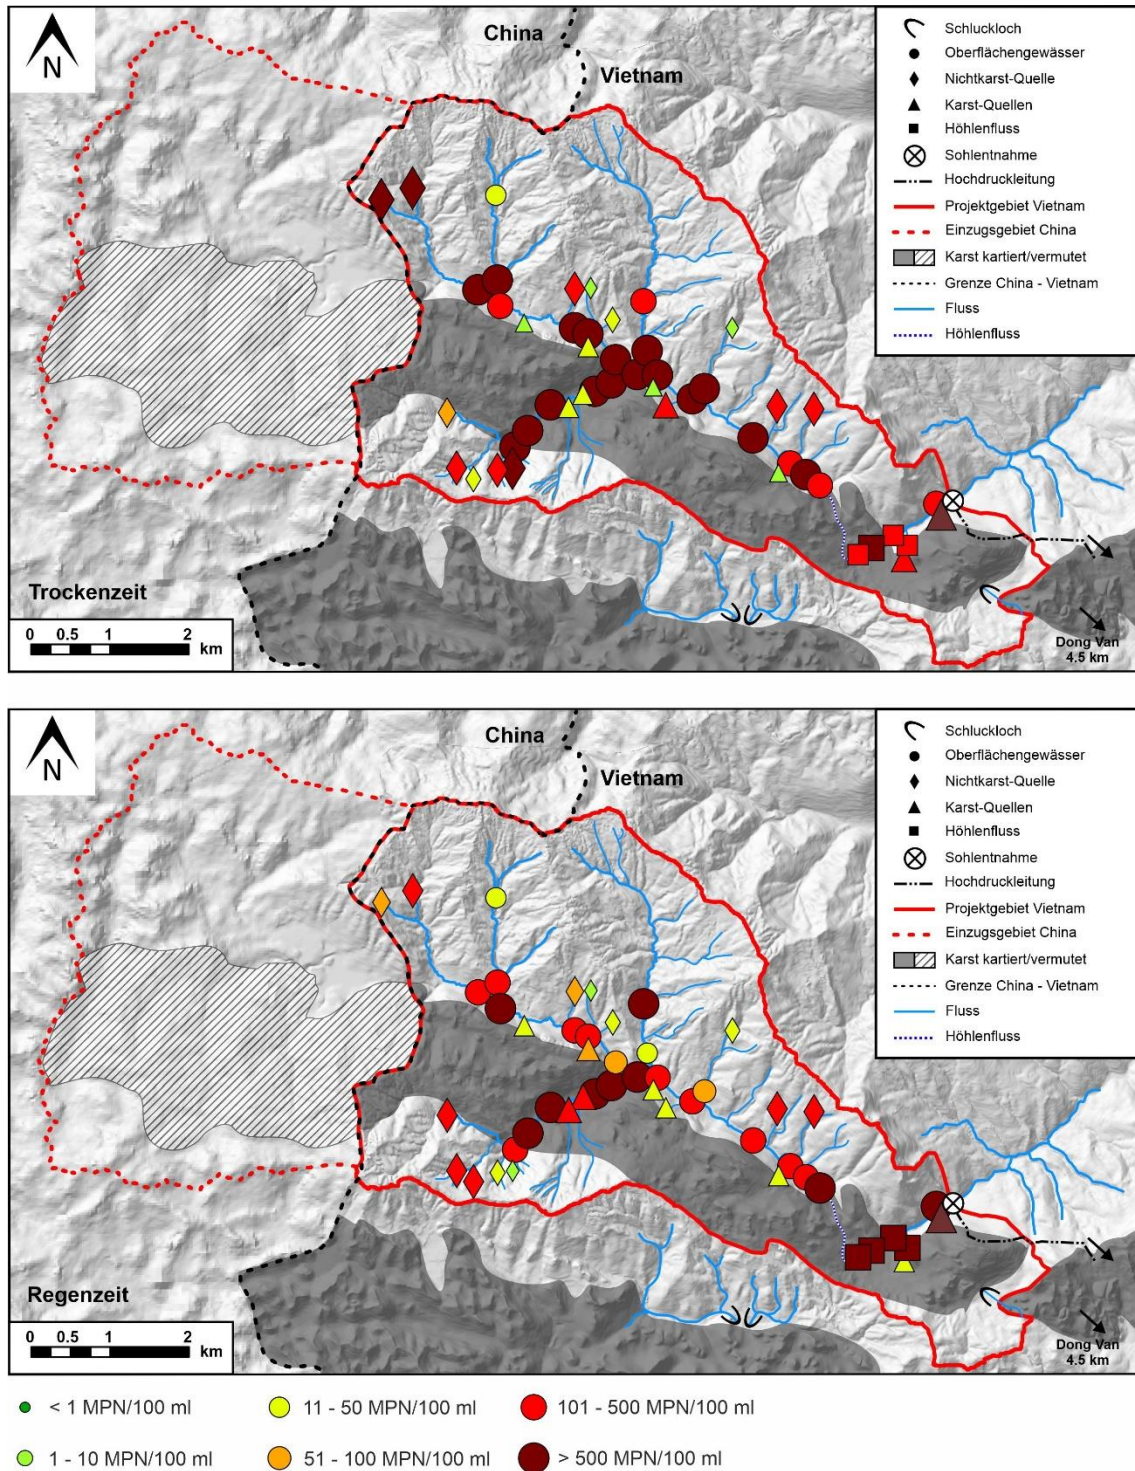 China
Vietnam
N
Schluckloch
Oberflächengewässer
Nichtkarst-Quelle
Karst-Quellen
Höhlenfluss
Sohlentnahme
Hochdruckleitung
Projektgebiet Vietnam
Einzugsgebiet China
Karst kartiert/vermutet
Grenze China - Vietnam
Fluss
Höhlenfluss
Trockenzeit
0 0.5 1 2
km
Dong Van
4.5 km
China
Vietnam
N
Schluckloch
Oberflächengewässer
Nichtkarst-Quelle
Karst-Quellen
Höhlenfluss
Sohlentnahme
Hochdruckleitung
Projektgebiet Vietnam
Einzugsgebiet China
Karst kartiert/vermutet
Grenze China - Vietnam
Fluss
Höhlenfluss
Regenzeit
0 0.5 1 2
km
Dong Van
4.5 km
< 1 MPN/100 ml
11 - 50 MPN/100 ml
101 - 500 MPN/100 ml
1 - 10 MPN/100 ml
51 - 100 MPN/100 ml
> 500 MPN/100 ml